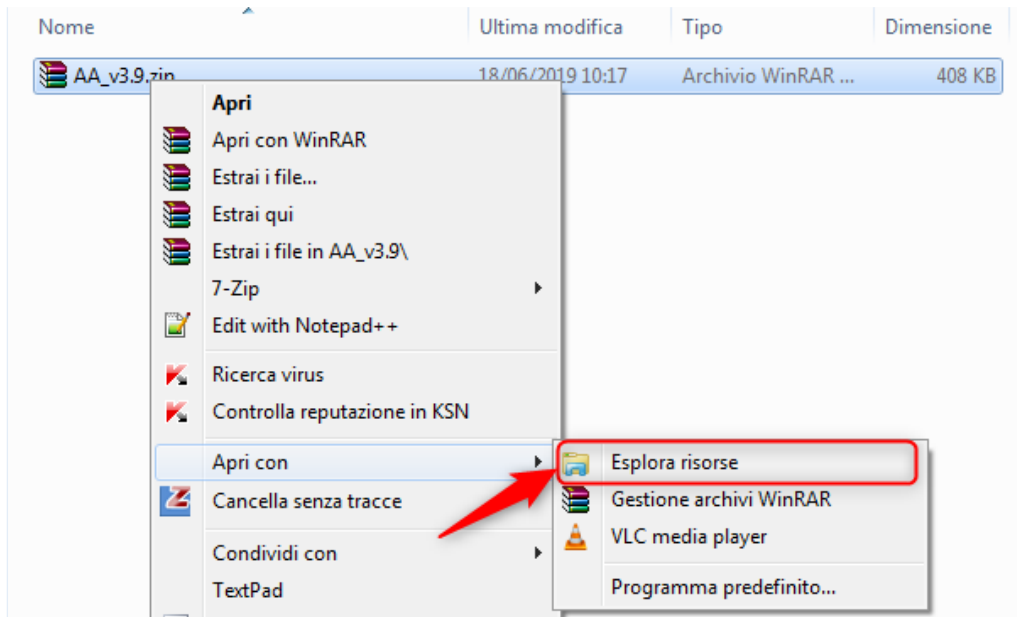 Nome Ultima modifica Tipo Dimensione
AA_v3.9.zip 18/06/2019 10:17 Archivio WinRAR ... 408 KB
Apri
Apri con WinRAR
Estrai i file...
Estrai qui
Estrai i file in AA_v3.9\
7-Zip
Edit with Notepad++
Ricerca virus
Controlla reputazione in KSN
Apri con
Cancella senza tracce
Condividi con
TextPad
Esplora risorse
Gestione archivi WinRAR
VLC media player
Programma predefinito...